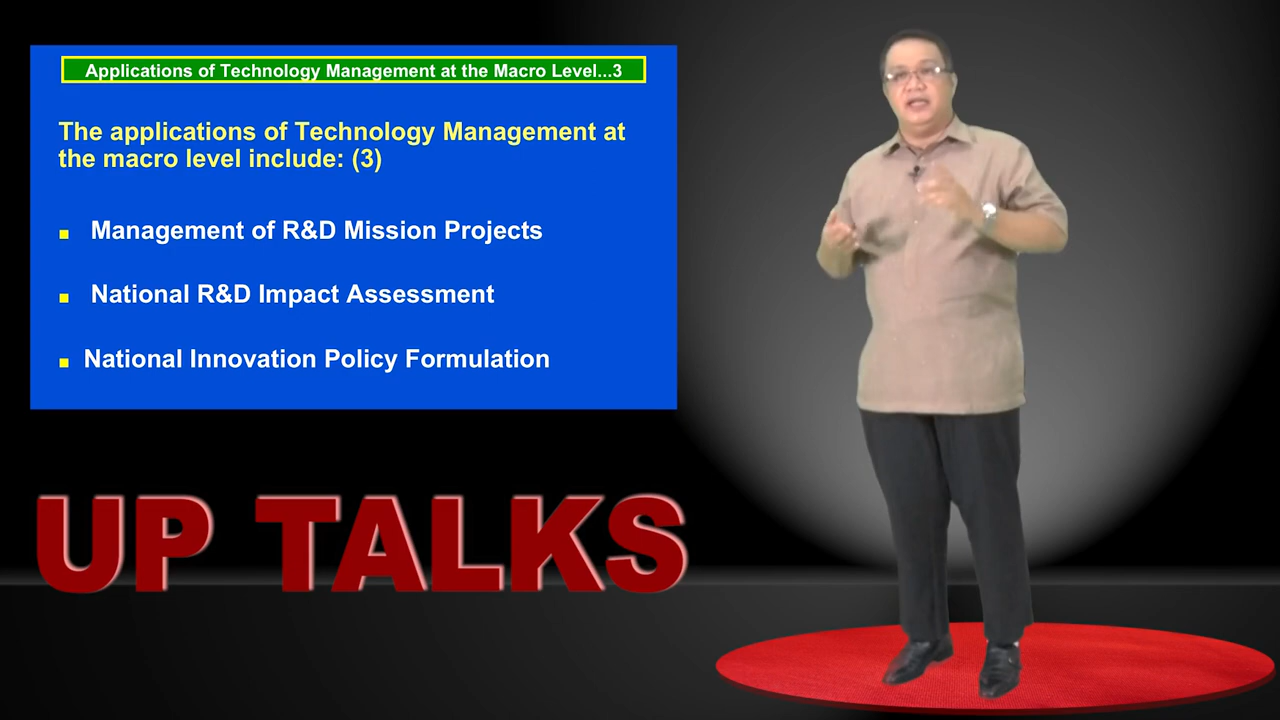 Applications of Technology Management at the Macro Level...3
The applications of Technology Management at
the macro level include: (3)
Management of R&D Mission Projects
National R&D Impact Assessment
National Innovation Policy Formulation
UP TALKS